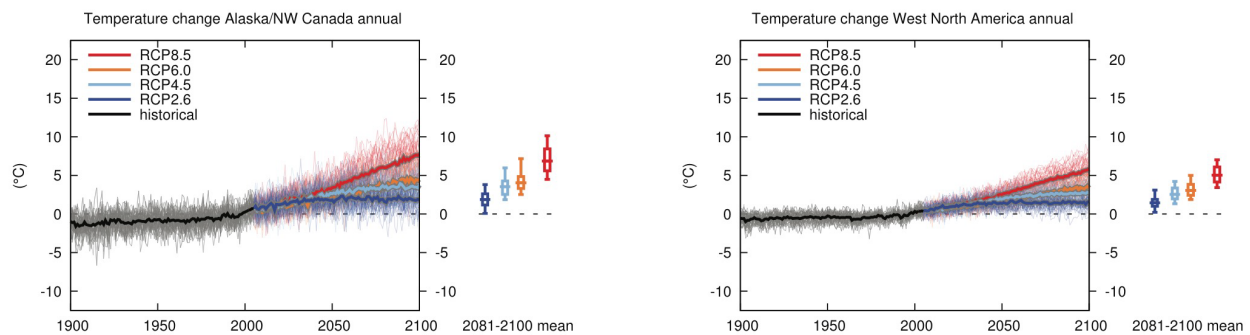 Temperature change Alaska/NW Canada annual
RCP8.5
RCP6.0
RCP4.5
RCP2.6
historical
(°C)
20
15
10
5
0
-5
-10
20
15
10
5
0
-5
-10
1900
1950
2000
2050
2100
2081-2100 mean
Temperature change West North America annual
RCP8.5
RCP6.0
RCP4.5
RCP2.6
historical
(°C)
20
15
10
5
0
-5
-10
20
15
10
5
0
-5
-10
1900
1950
2000
2050
2100
2081-2100 mean